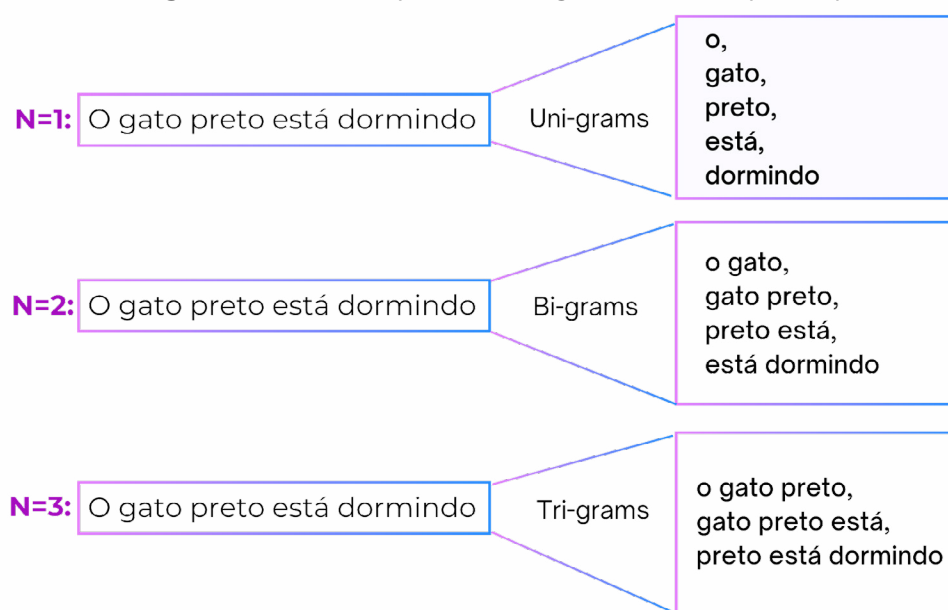 N=1: O gato preto está dormindo
Uni-grams
o,
gato,
preto,
está,
dormindo
N=2: O gato preto está dormindo
Bi-grams
o gato,
gato preto,
preto está,
está dormindo
N=3: O gato preto está dormindo
Tri-grams
o gato preto,
gato preto está,
preto está dormindo